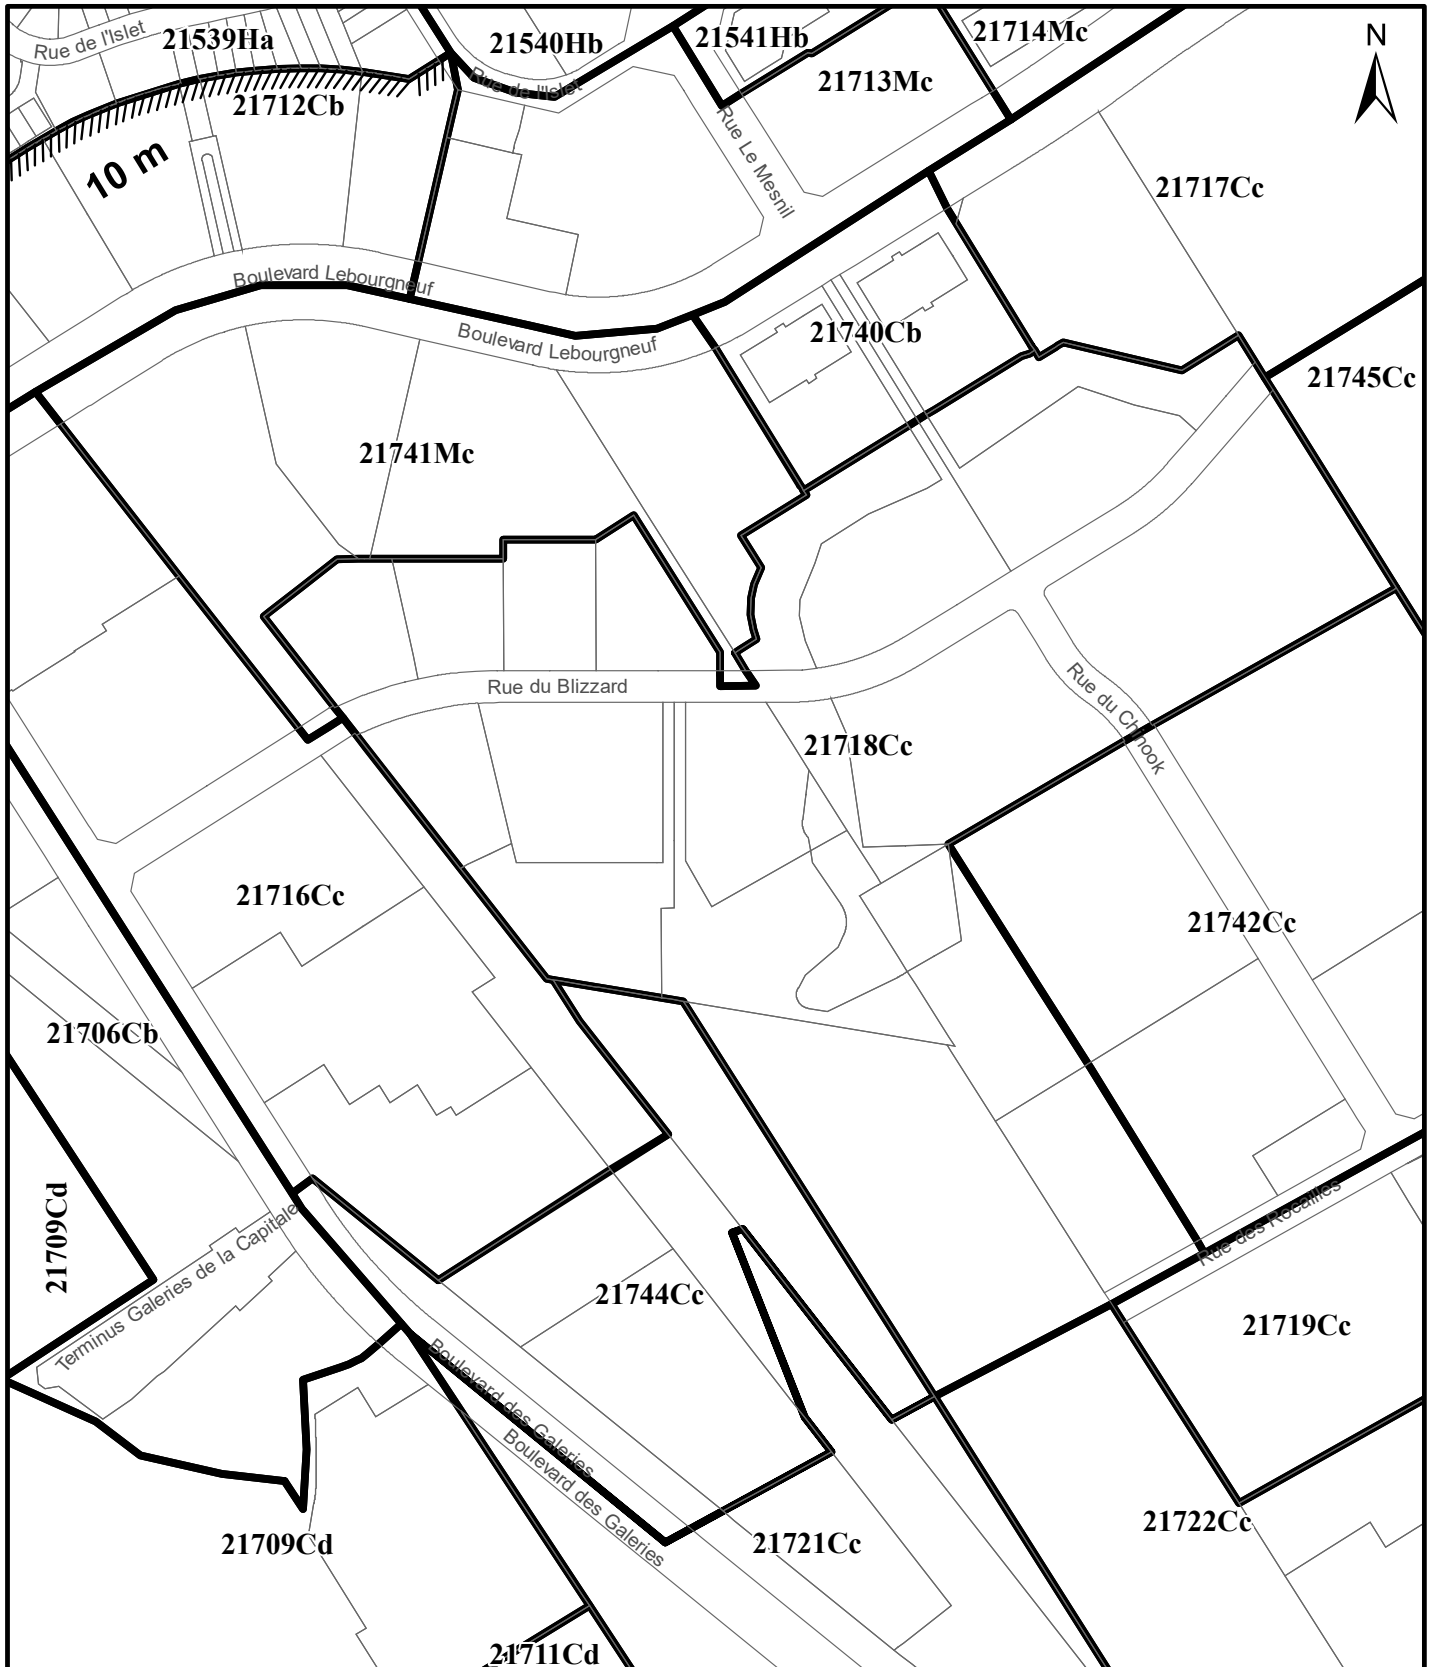 Rue de l'Islet
21539Ha
21540Hb
21541Hb
21714Mc
N
Rue de l'Islet
21713Mc
21712Cb
10 m
Rue Le Mesnil
21717Cc
Boulevard Lebourgneuf
Boulevard Lebourgneuf
21740Cb
21745Cc
21741Mc
Rue du Blizzard
Rue du Chinook
21718Cc
21716Cc
21742Cc
21706Cb
21709Cd
Terminus Galeries de la Capitale
Rue des Rocailles
21744Cc
21719Cc
Boulevard des Galeries
Boulevard des Galeries
21709Cd
21721Cc
21722Cc
21711Cd